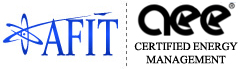 AFIT
aee ®
CERTIFIED ENERGY
MANAGEMENT